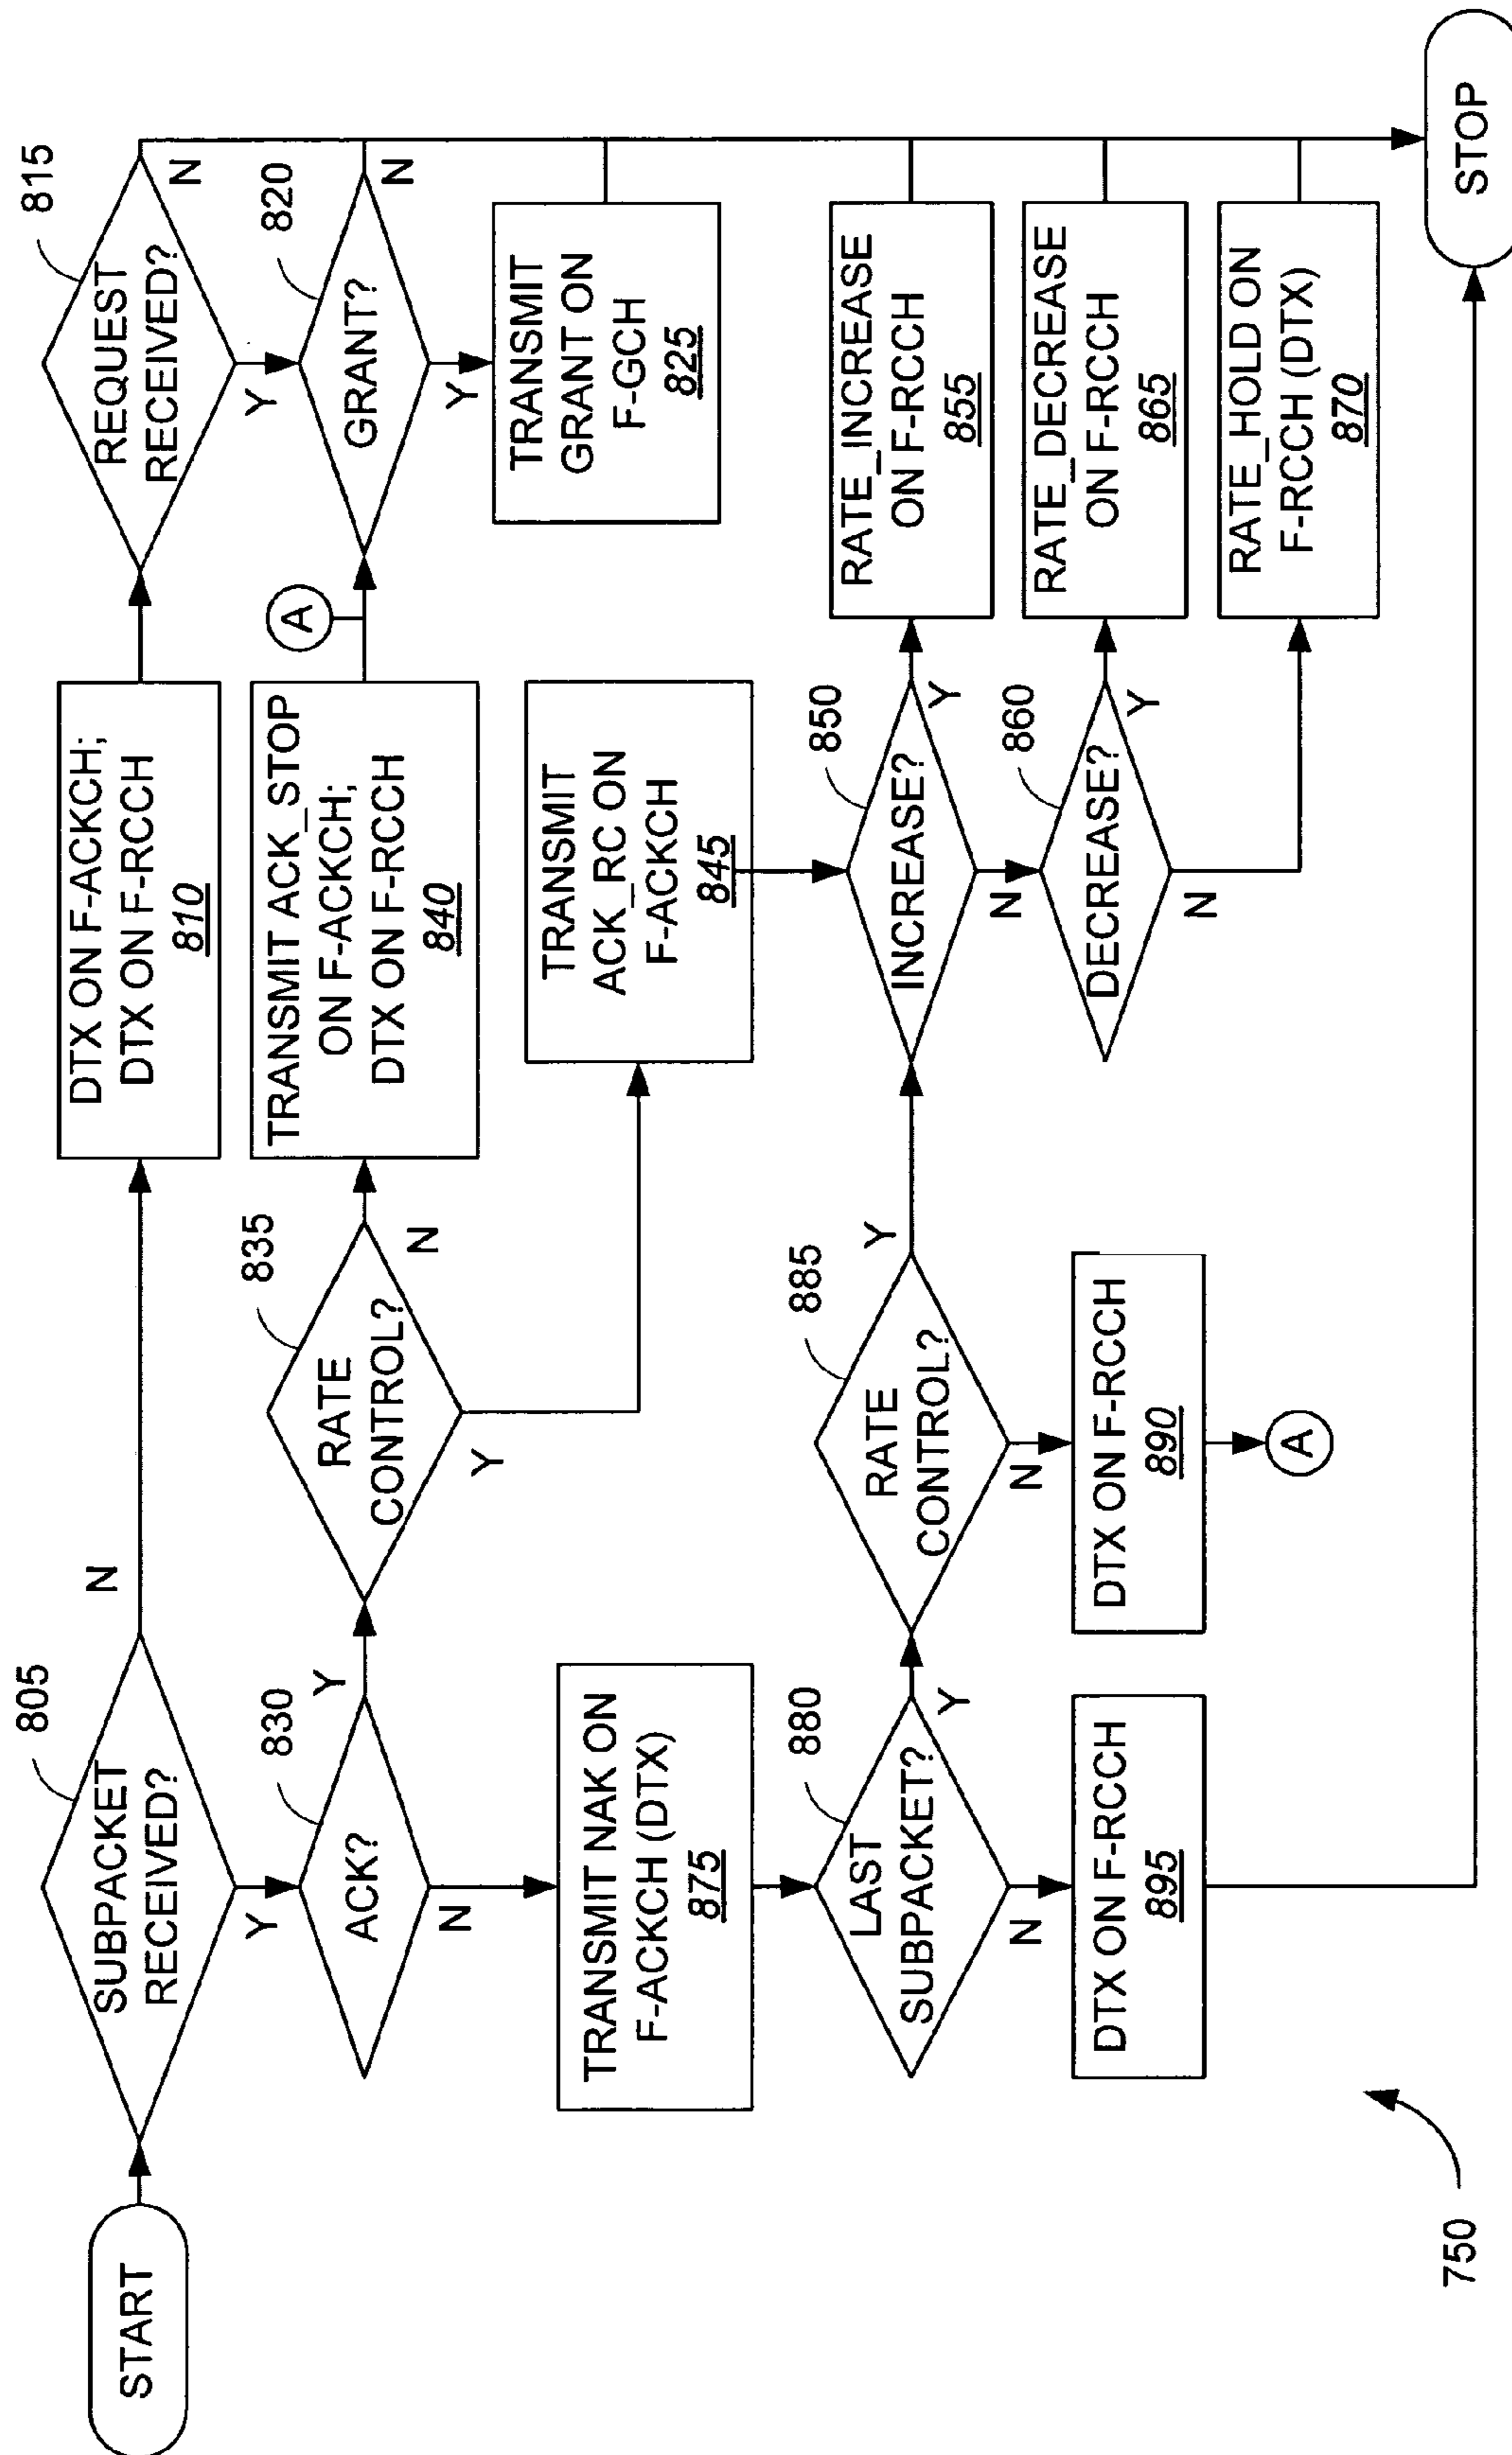 START
805
SUBPACKET
RECEIVED?
N
Y
DTX ON F-ACKCH;
DTX ON F-RCCH
810
815
REQUEST
RECEIVED?
N
Y
830
ACK?
Y
N
835
RATE
CONTROL?
N
Y
TRANSMIT ACK_STOP
ON F-ACKCH;
DTX ON F-RCCH
840
A
820
GRANT?
N
Y
TRANSMIT
GRANT ON
F-GCH
825
TRANSMIT NAK ON
F-ACKCH (DTX)
875
TRANSMIT
ACK_RC ON
F-ACKCH
845
880
LAST
SUBPACKET?
Y
N
885
RATE
CONTROL?
Y
N
850
INCREASE?
Y
N
RATE_INCREASE
ON F-RCCH
855
DTX ON F-RCCH
895
DTX ON F-RCCH
890
A
860
DECREASE?
Y
N
RATE_DECREASE
ON F-RCCH
865
RATE_HOLD ON
F-RCCH (DTX)
870
STOP
750